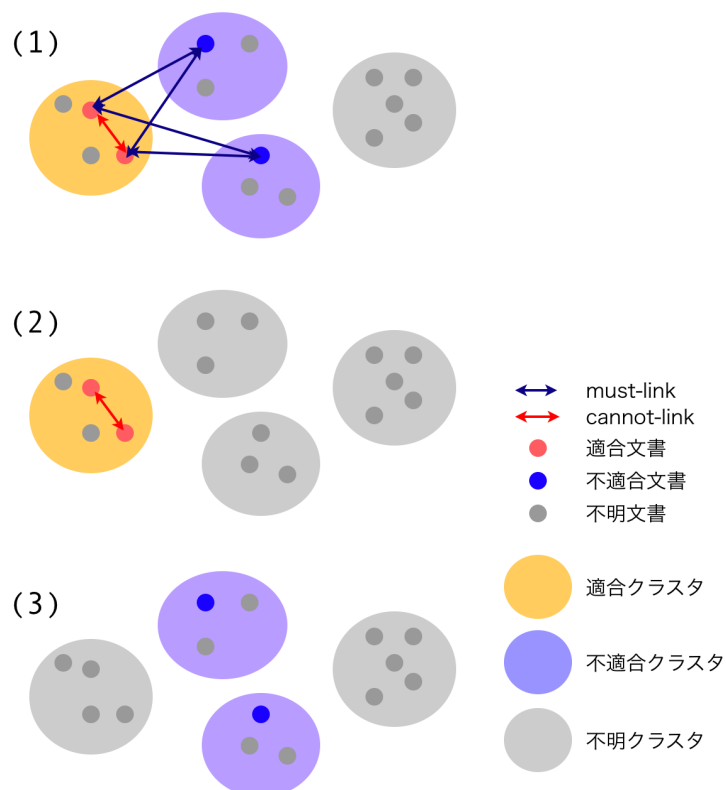 (1)
(2)
(3)
must-link
cannot-link
適合文書
不適合文書
不明文書
適合クラスタ
不適合クラスタ
不明クラスタ